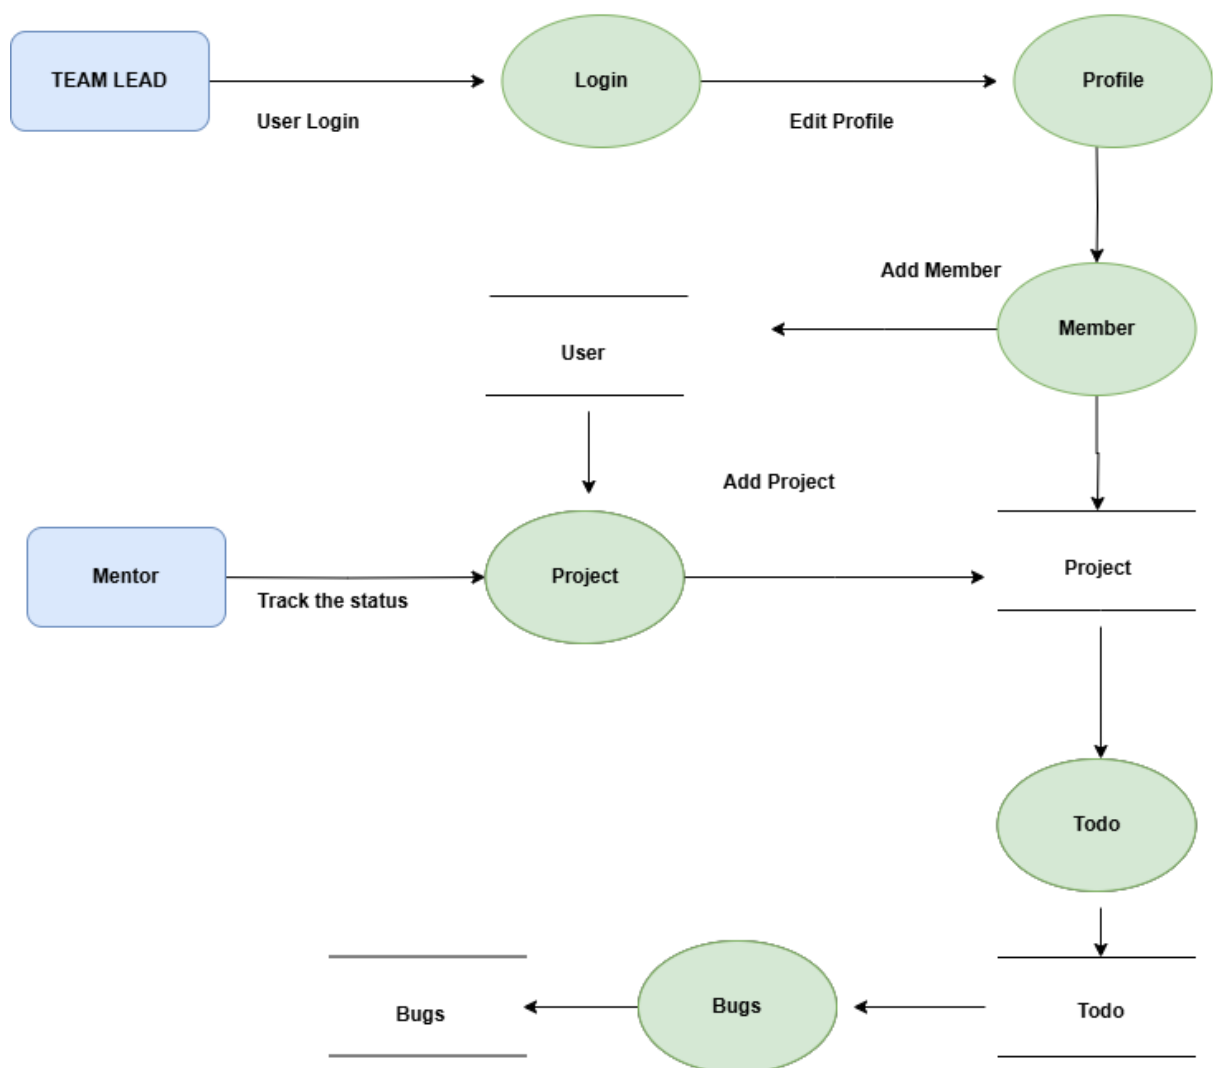 TEAM LEAD
Login
Profile
User Login
Edit Profile
Add Member
Member
User
Add Project
Mentor
Project
Project
Track the status
Todo
Bugs
Bugs
Todo